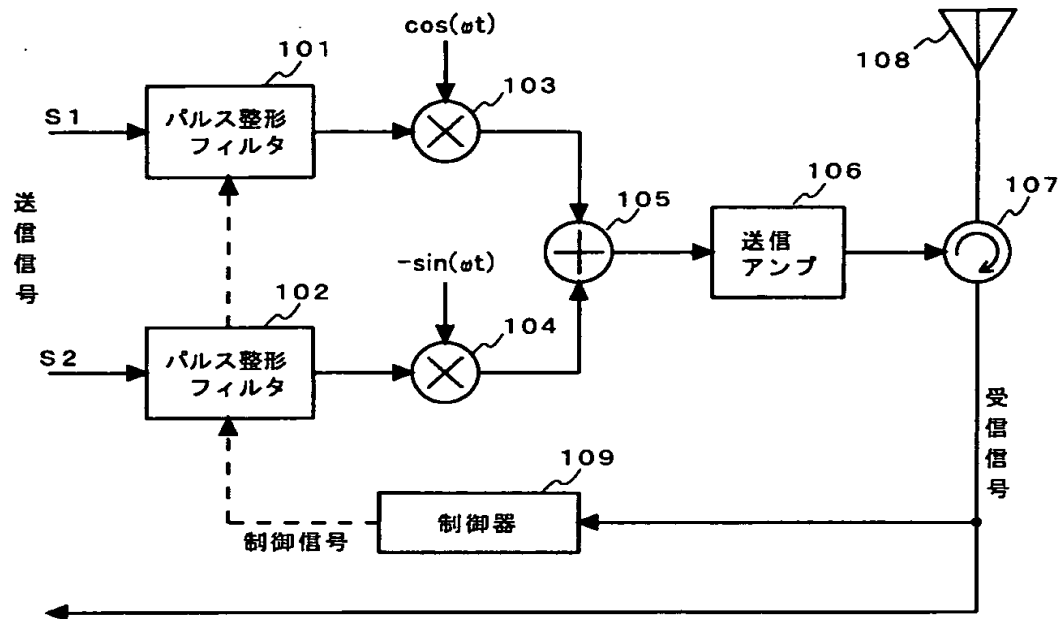 cos(ωt)
101
103
108
S1
パルス整形
フィルタ
送信信号
106
107
105
送信
アンプ
-sin(ωt)
102
104
S2
パルス整形
フィルタ
受信信号
109
制御器
制御信号